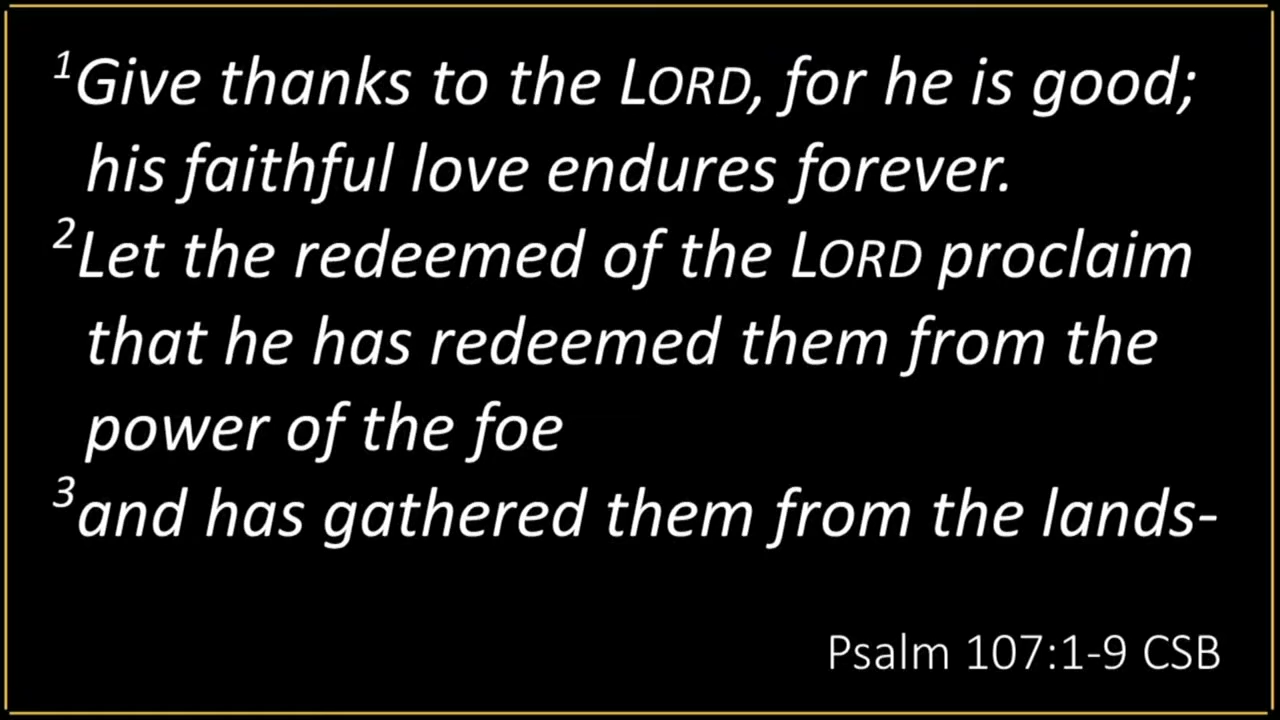 ¹Give thanks to the LORD, for he is good;
his faithful love endures forever.
²Let the redeemed of the LORD proclaim
that he has redeemed them from the
power of the foe
³and has gathered them from the lands-
Psalm 107:1-9 CSB